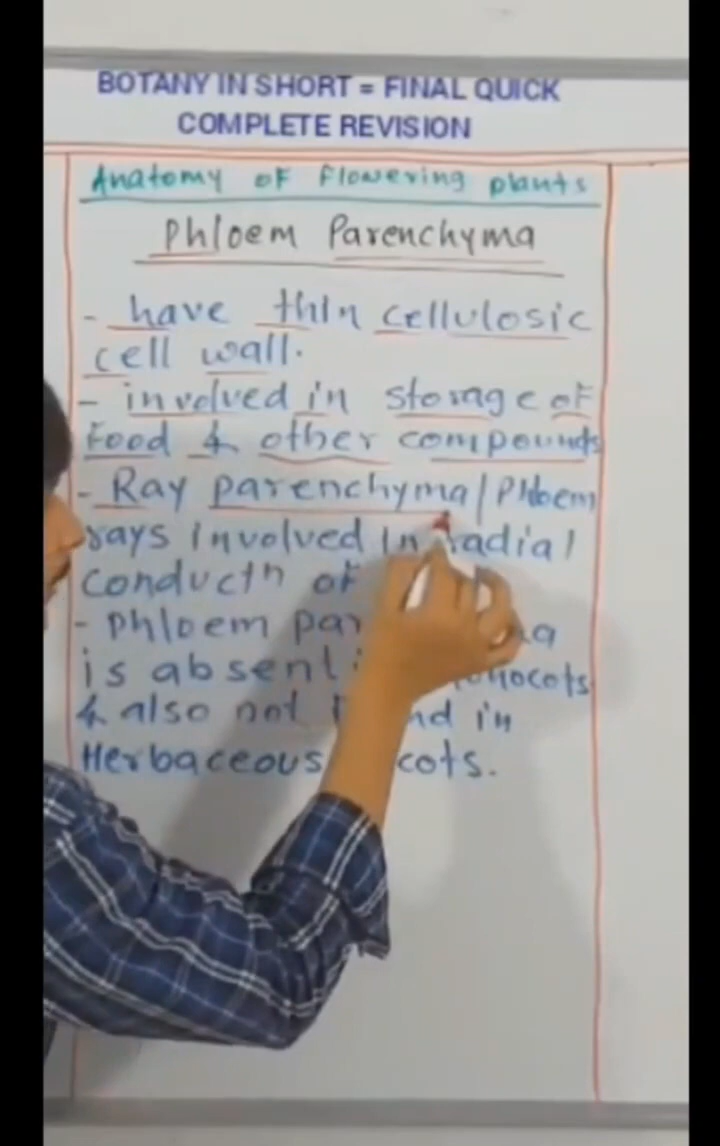 BOTANY IN SHORT = FINAL QUICK
COMPLETE REVISION
Anatomy of Flowering plants
Phloem Parenchyma
- have thin cellulosic
cell wall.
- involved in storage of
Food & other compounds
- Ray parenchyma/Phloem
rays involved in radial
conductn of
- Phloem par
is absent
& also not
Herbaceous cots.